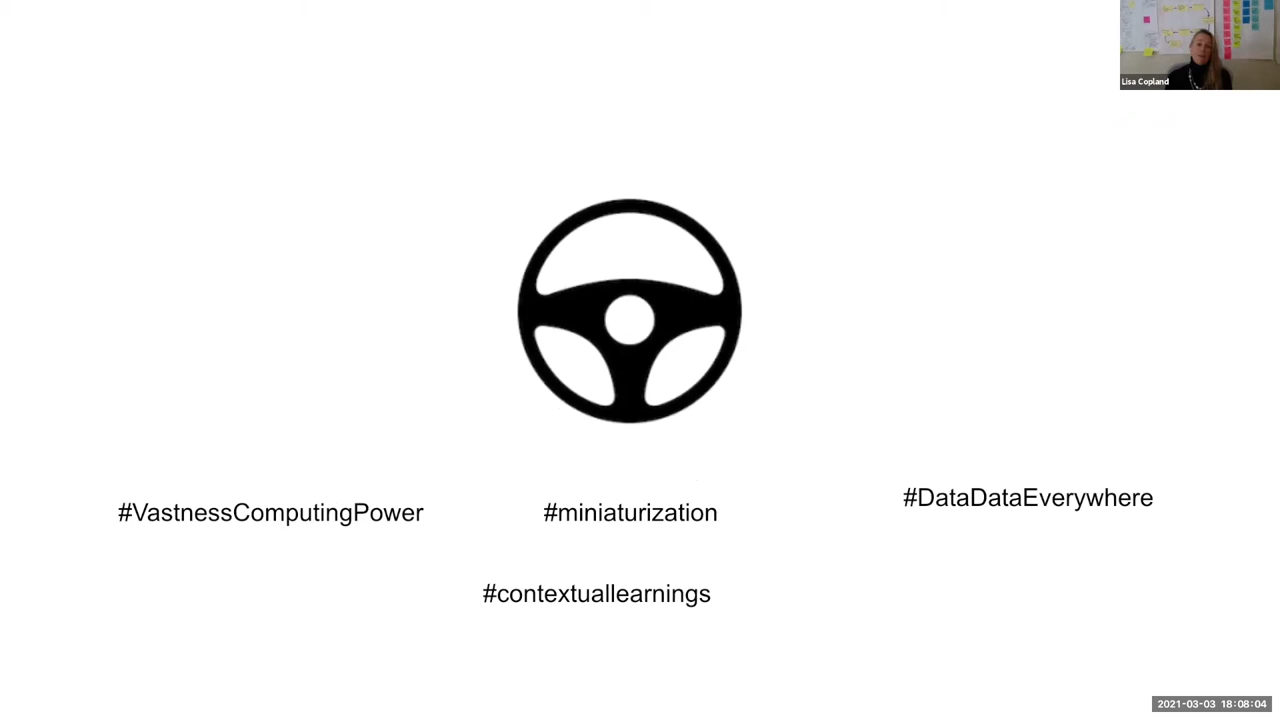 Lisa Copland
#VastnessComputingPower
#miniaturization
#DataDataEverywhere
#contextuallearnings
2021-03-03 18:08:04